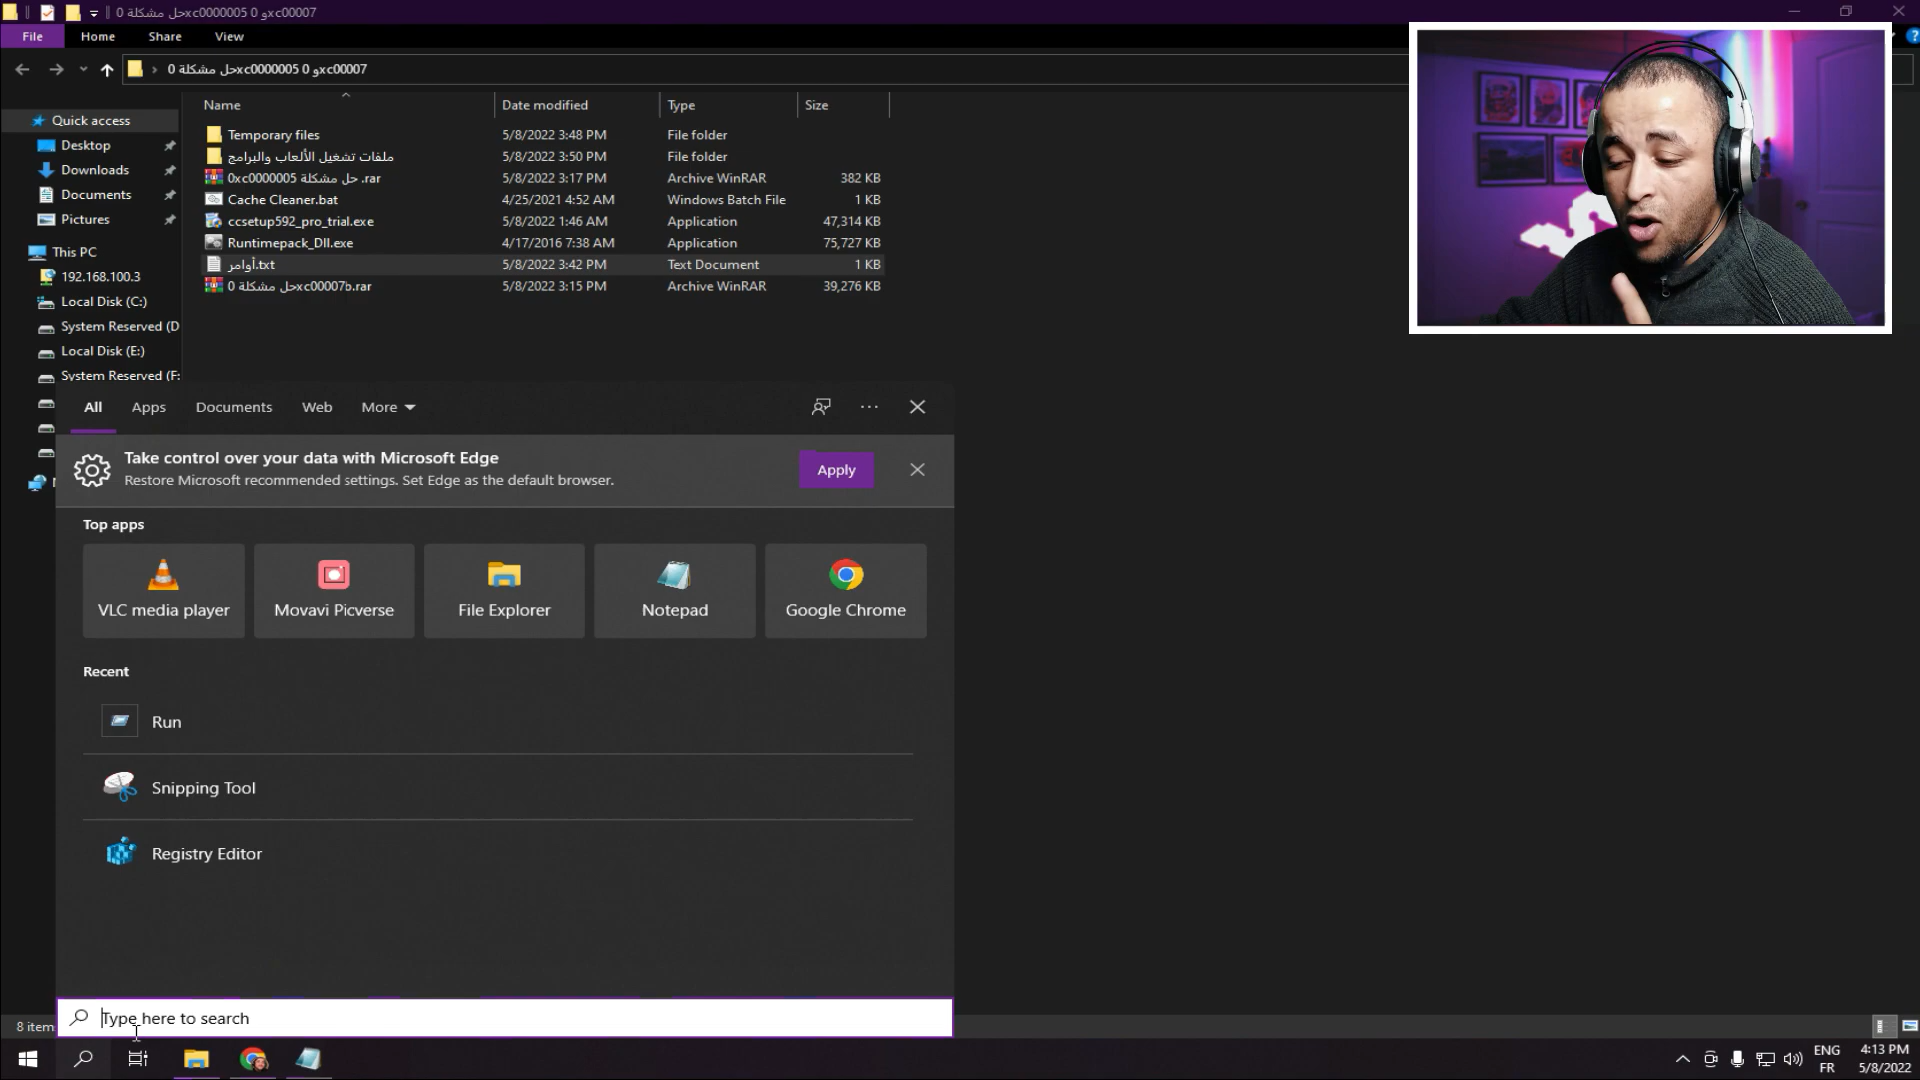 حل مشكلة 0xc0000005 و 0xc00007
File Home Share View
حل مشكلة 0xc0000005 و 0xc00007
Name Date modified Type Size
Quick access
Desktop
Downloads
Documents
Pictures
This PC
192.168.100.3
Local Disk (C:)
System Reserved (D
Local Disk (E:)
System Reserved (F:
Temporary files 5/8/2022 3:48 PM File folder
ملفات تشغيل الألعاب والبرامج 5/8/2022 3:50 PM File folder
0xc0000005 حل مشكلة .rar 5/8/2022 3:17 PM Archive WinRAR 382 KB
Cache Cleaner.bat 4/25/2021 4:52 AM Windows Batch File 1 KB
ccsetup592_pro_trial.exe 5/8/2022 1:46 AM Application 47,314 KB
Runtimepack_Dll.exe 4/17/2016 7:38 AM Application 75,727 KB
أوامر.txt 5/8/2022 3:42 PM Text Document 1 KB
حل مشكلة 0xc00007b.rar 5/8/2022 3:15 PM Archive WinRAR 39,276 KB
All Apps Documents Web More
Take control over your data with Microsoft Edge
Restore Microsoft recommended settings. Set Edge as the default browser.
Apply
Top apps
VLC media player Movavi Picverse File Explorer Notepad Google Chrome
Recent
Run
Snipping Tool
Registry Editor
Type here to search
8 item
ENG
FR
4:13 PM
5/8/2022